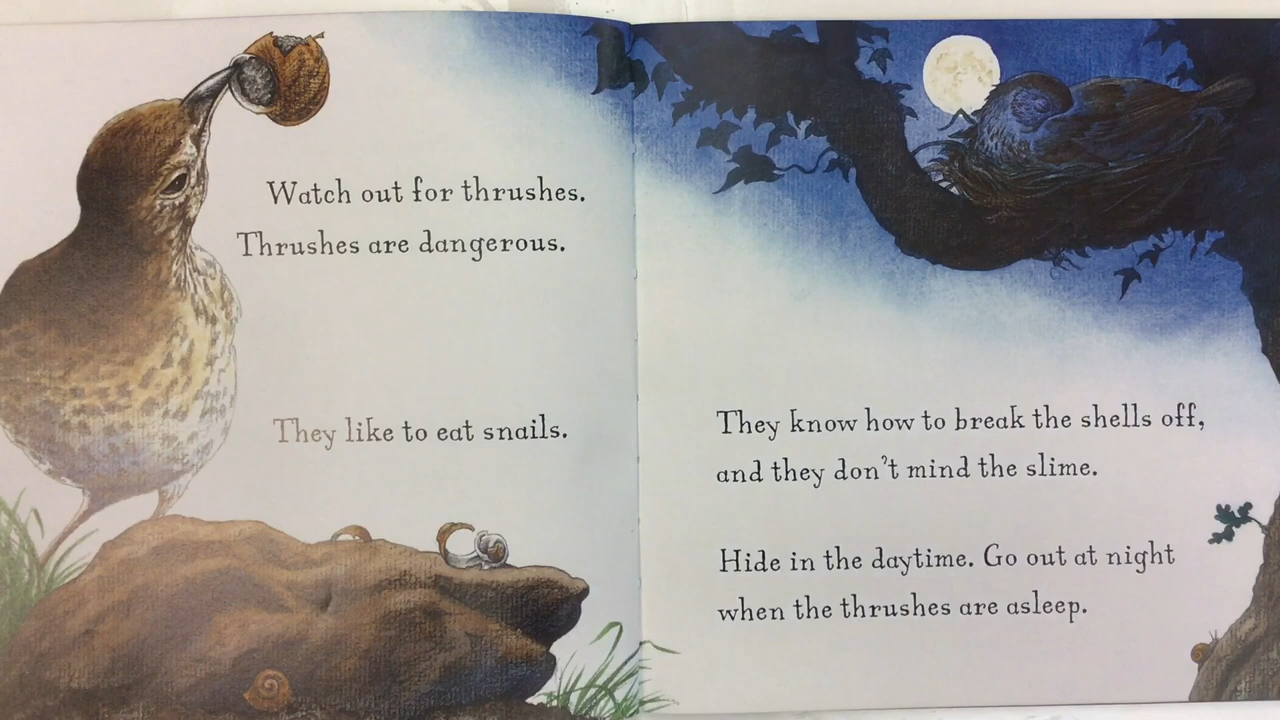 Watch out for thrushes.
Thrushes are dangerous.
They like to eat snails.
They know how to break the shells off,
and they don't mind the slime.
Hide in the daytime. Go out at night
when the thrushes are asleep.